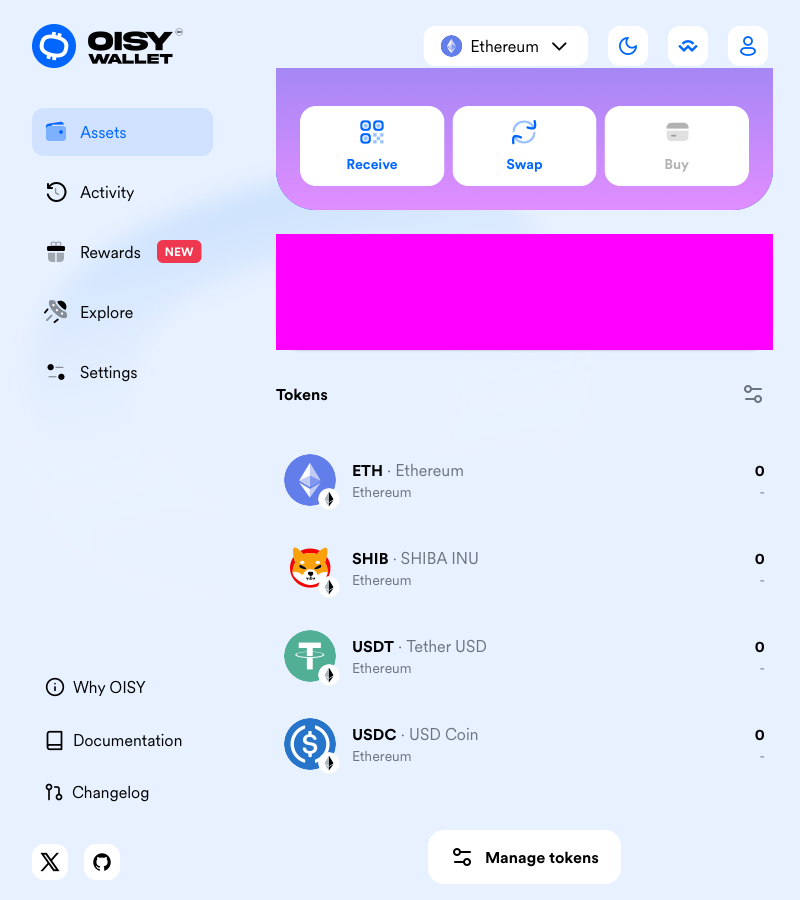 OISY
WALLET
Ethereum
Assets
Activity
Rewards NEW
Explore
Settings
Receive
Swap
Buy
Tokens
ETH · Ethereum 0
Ethereum -
SHIB · SHIBA INU 0
Ethereum -
USDT · Tether USD 0
Ethereum -
USDC · USD Coin 0
Ethereum -
Why OISY
Documentation
Changelog
Manage tokens